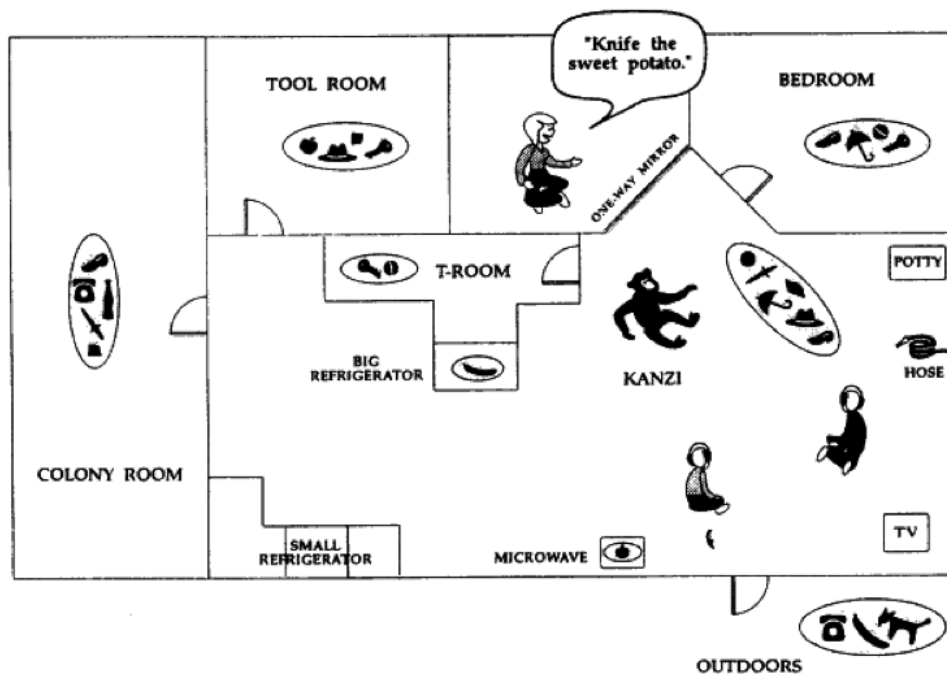 "Knife the
sweet potato."
TOOL ROOM
BEDROOM
ONE-WAY MIRROR
T-ROOM
POTTY
BIG
REFRIGERATOR
KANZI
HOSE
COLONY ROOM
SMALL
REFRIGERATOR
MICROWAVE
TV
OUTDOORS